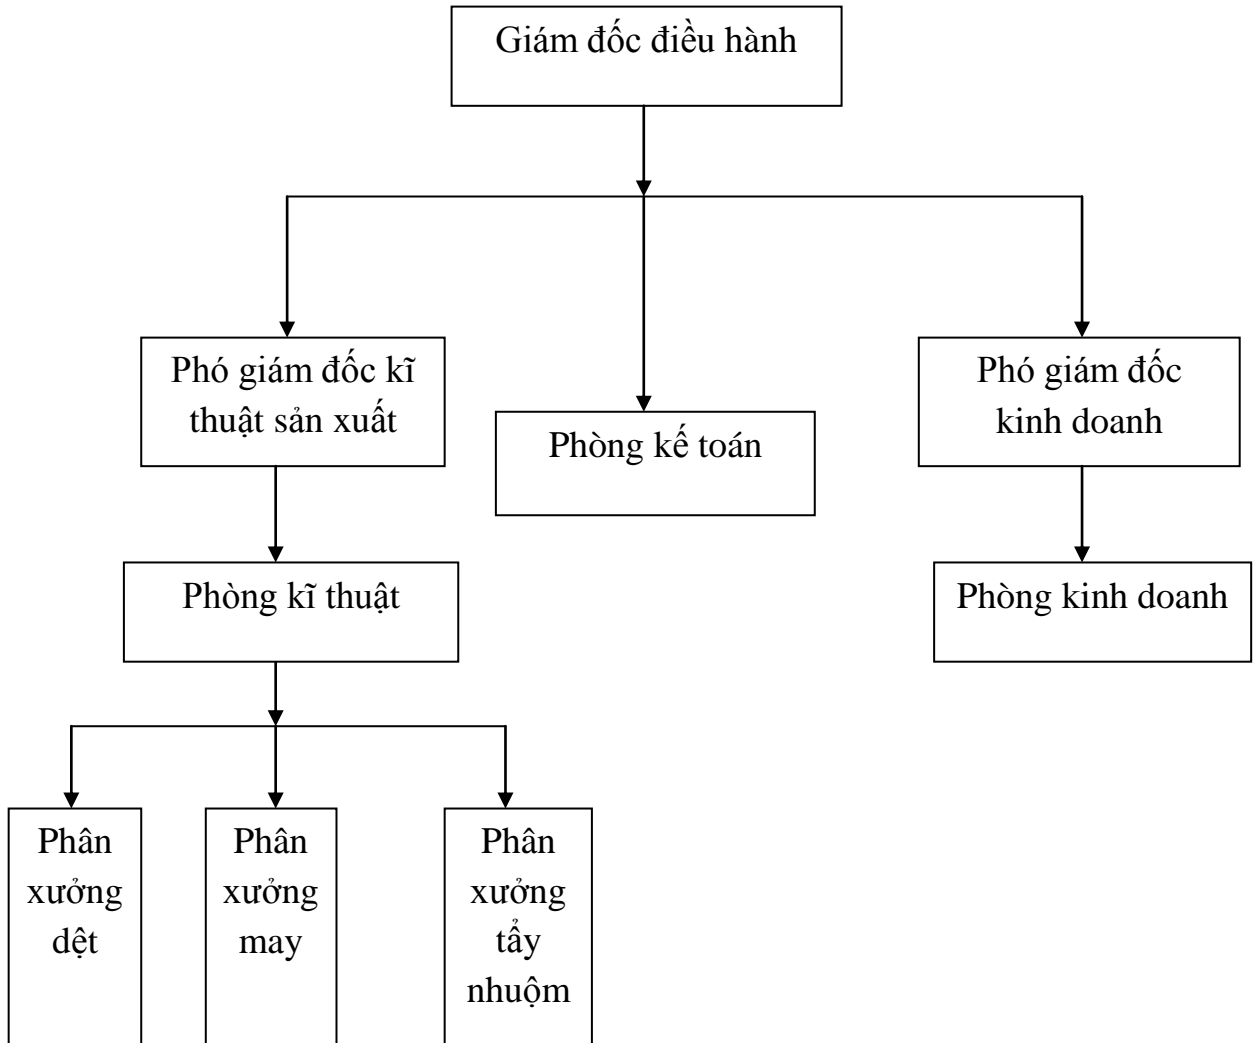 Giám đốc điều hành
Phó giám đốc kĩ
thuật sản xuất
Phòng kế toán
Phó giám đốc
kinh doanh
Phòng kĩ thuật
Phòng kinh doanh
Phân
xưởng
dệt
Phân
xưởng
may
Phân
xưởng
tẩy
nhuộm